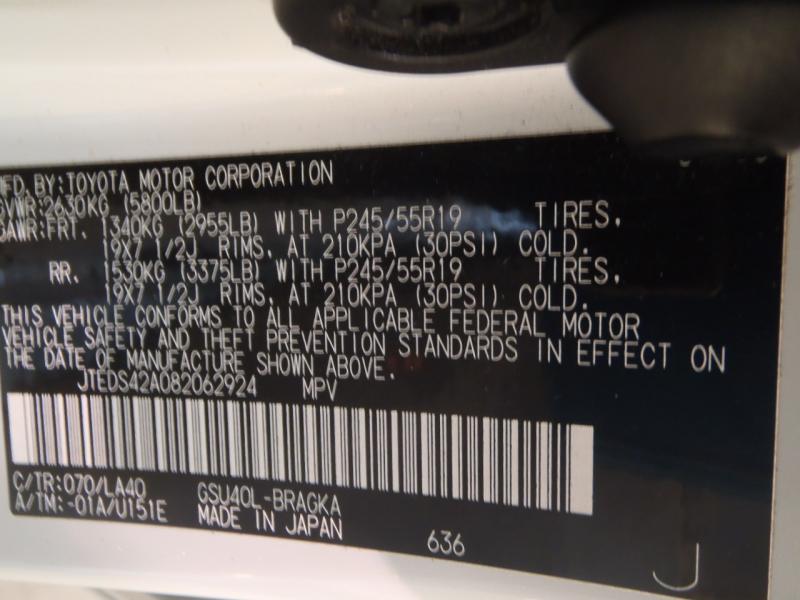 MFD. BY:TOYOTA MOTOR CORPORATION
GVWR:2630KG (5800LB)
GAWR:FRT. 1340KG (2955LB) WITH P245/55R19 TIRES.
19X7 1/2J RIMS. AT 210KPA (30PSI) COLD.
RR. 1530KG (3375LB) WITH P245/55R19 TIRES.
19X7 1/2J RIMS. AT 210KPA (30PSI) COLD.
THIS VEHICLE CONFORMS TO ALL APPLICABLE FEDERAL MOTOR
VEHICLE SAFETY AND THEFT PREVENTION STANDARDS IN EFFECT ON
THE DATE OF MANUFACTURE SHOWN ABOVE.
JTEDS42A082062924 MPV
C/TR:070/LA40 GSU40L-BRAGKA
A/TM:-01A/U151E MADE IN JAPAN
636
J